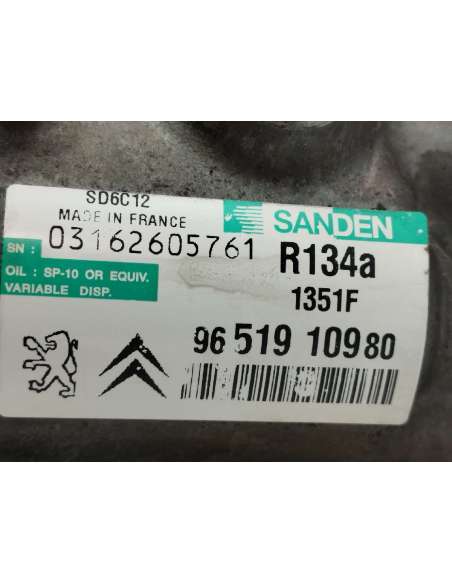 SD6C12
MADE IN FRANCE
SANDEN
SN : 03162605761
R134a
OIL : SP-10 OR EQUIV.
VARIABLE DISP.
1351F
96 519 109 80